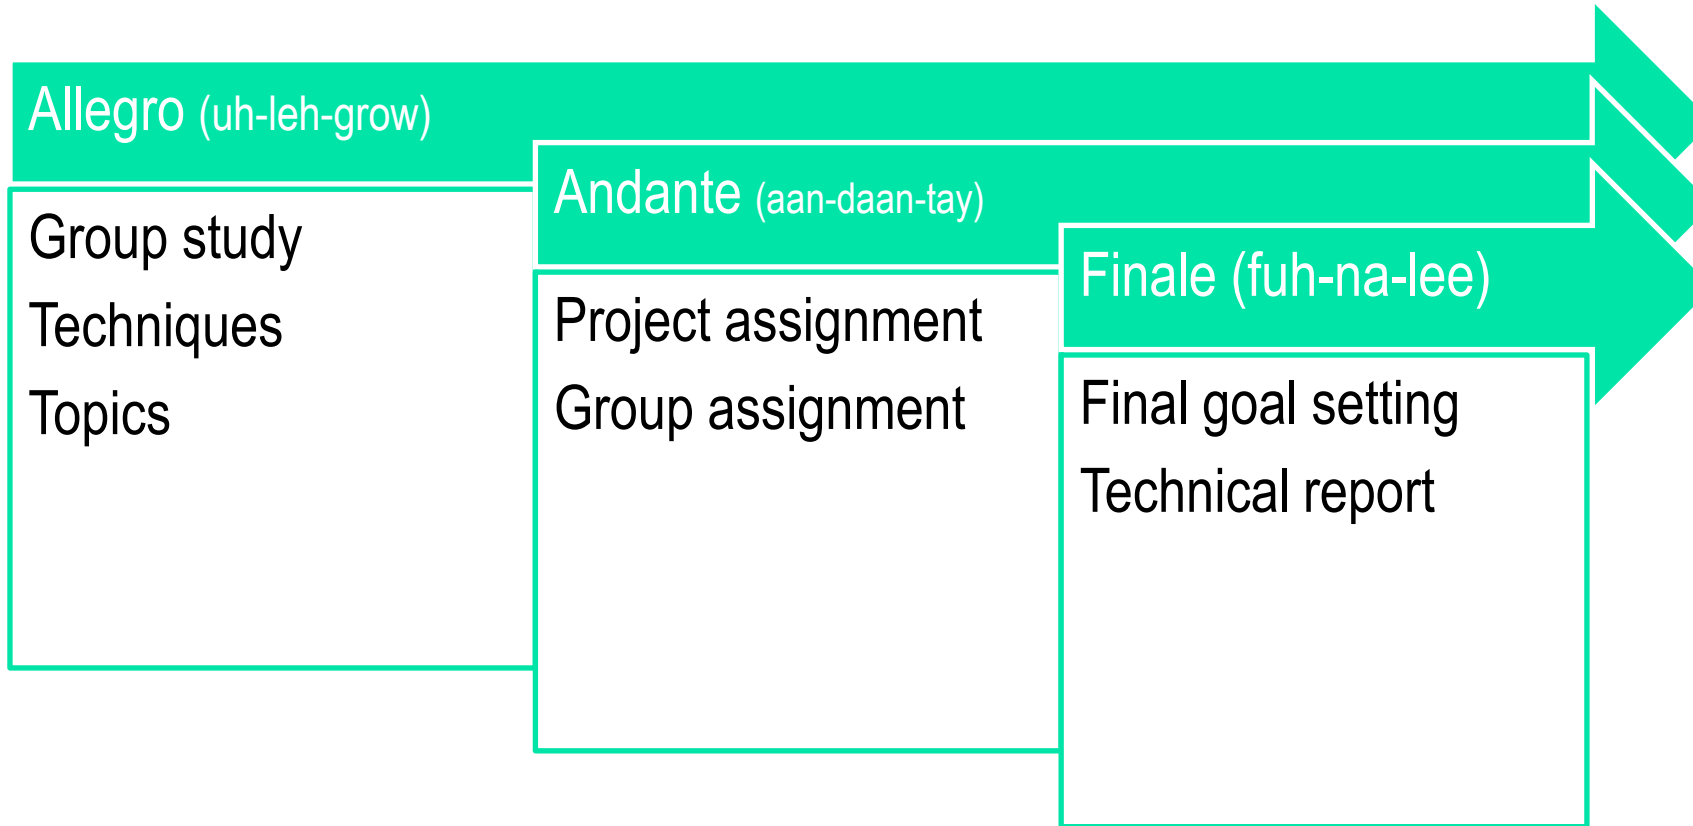 Allegro (uh-leh-grow)
Group study
Techniques
Topics
Andante (aan-daan-tay)
Project assignment
Group assignment
Finale (fuh-na-lee)
Final goal setting
Technical report